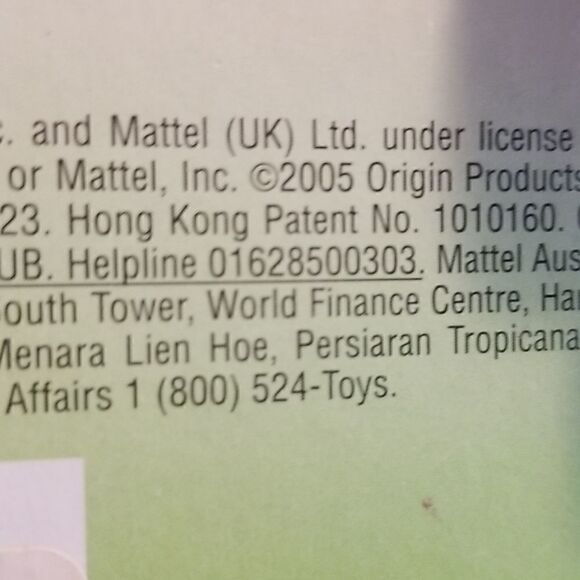 c. and Mattel (UK) Ltd. under license
or Mattel, Inc. ©2005 Origin Products
23. Hong Kong Patent No. 1010160.
UB. Helpline 01628500303. Mattel Aus
outh Tower, World Finance Centre, Har
Menara Lien Hoe, Persiaran Tropicana
Affairs 1 (800) 524-Toys.